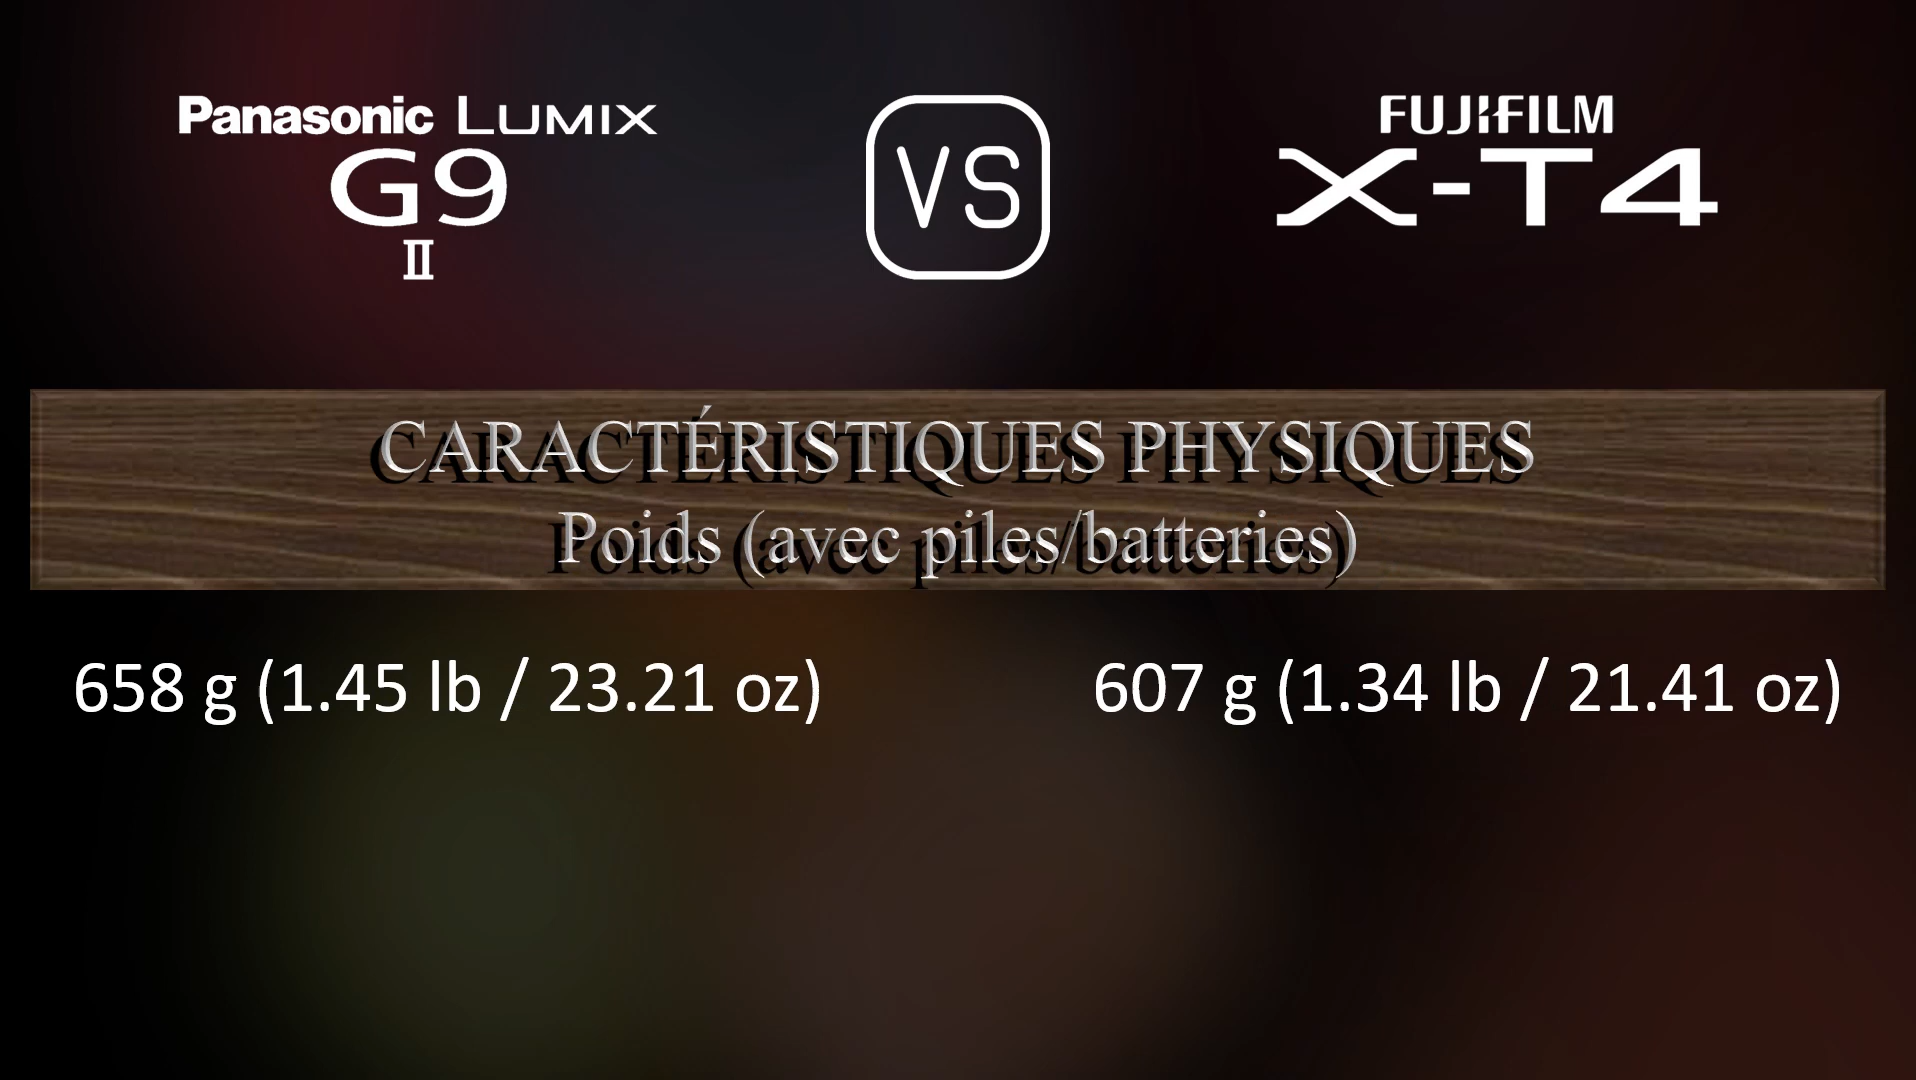 Panasonic LUMIX
G9
II
VS
FUJIFILM
X-T4
CARACTÉRISTIQUES PHYSIQUES
Poids (avec piles/batteries)
658 g (1.45 lb / 23.21 oz)
607 g (1.34 lb / 21.41 oz)